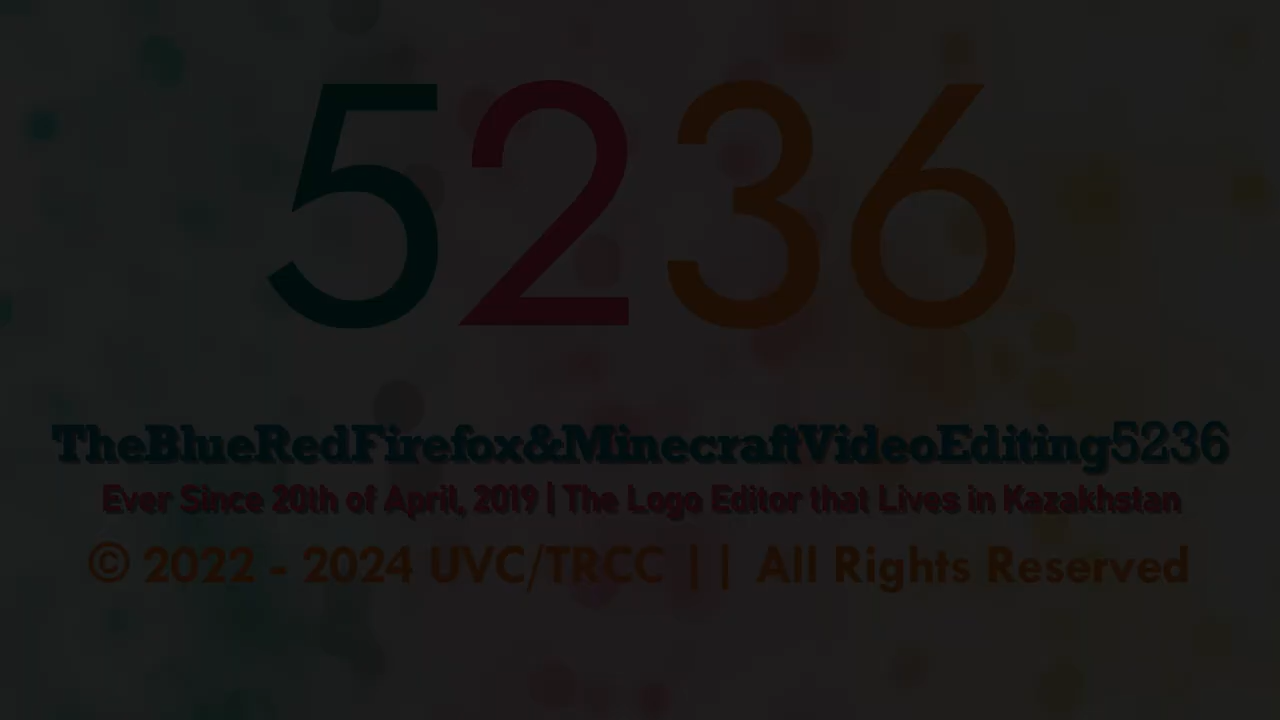 5236
TheBlueRedFirefox&MinecraftVideoEditing5236
Ever Since 20th of April, 2019 | The Logo Editor that Lives in Kazakhstan
© 2022 - 2024 UVC/TRCC || All Rights Reserved